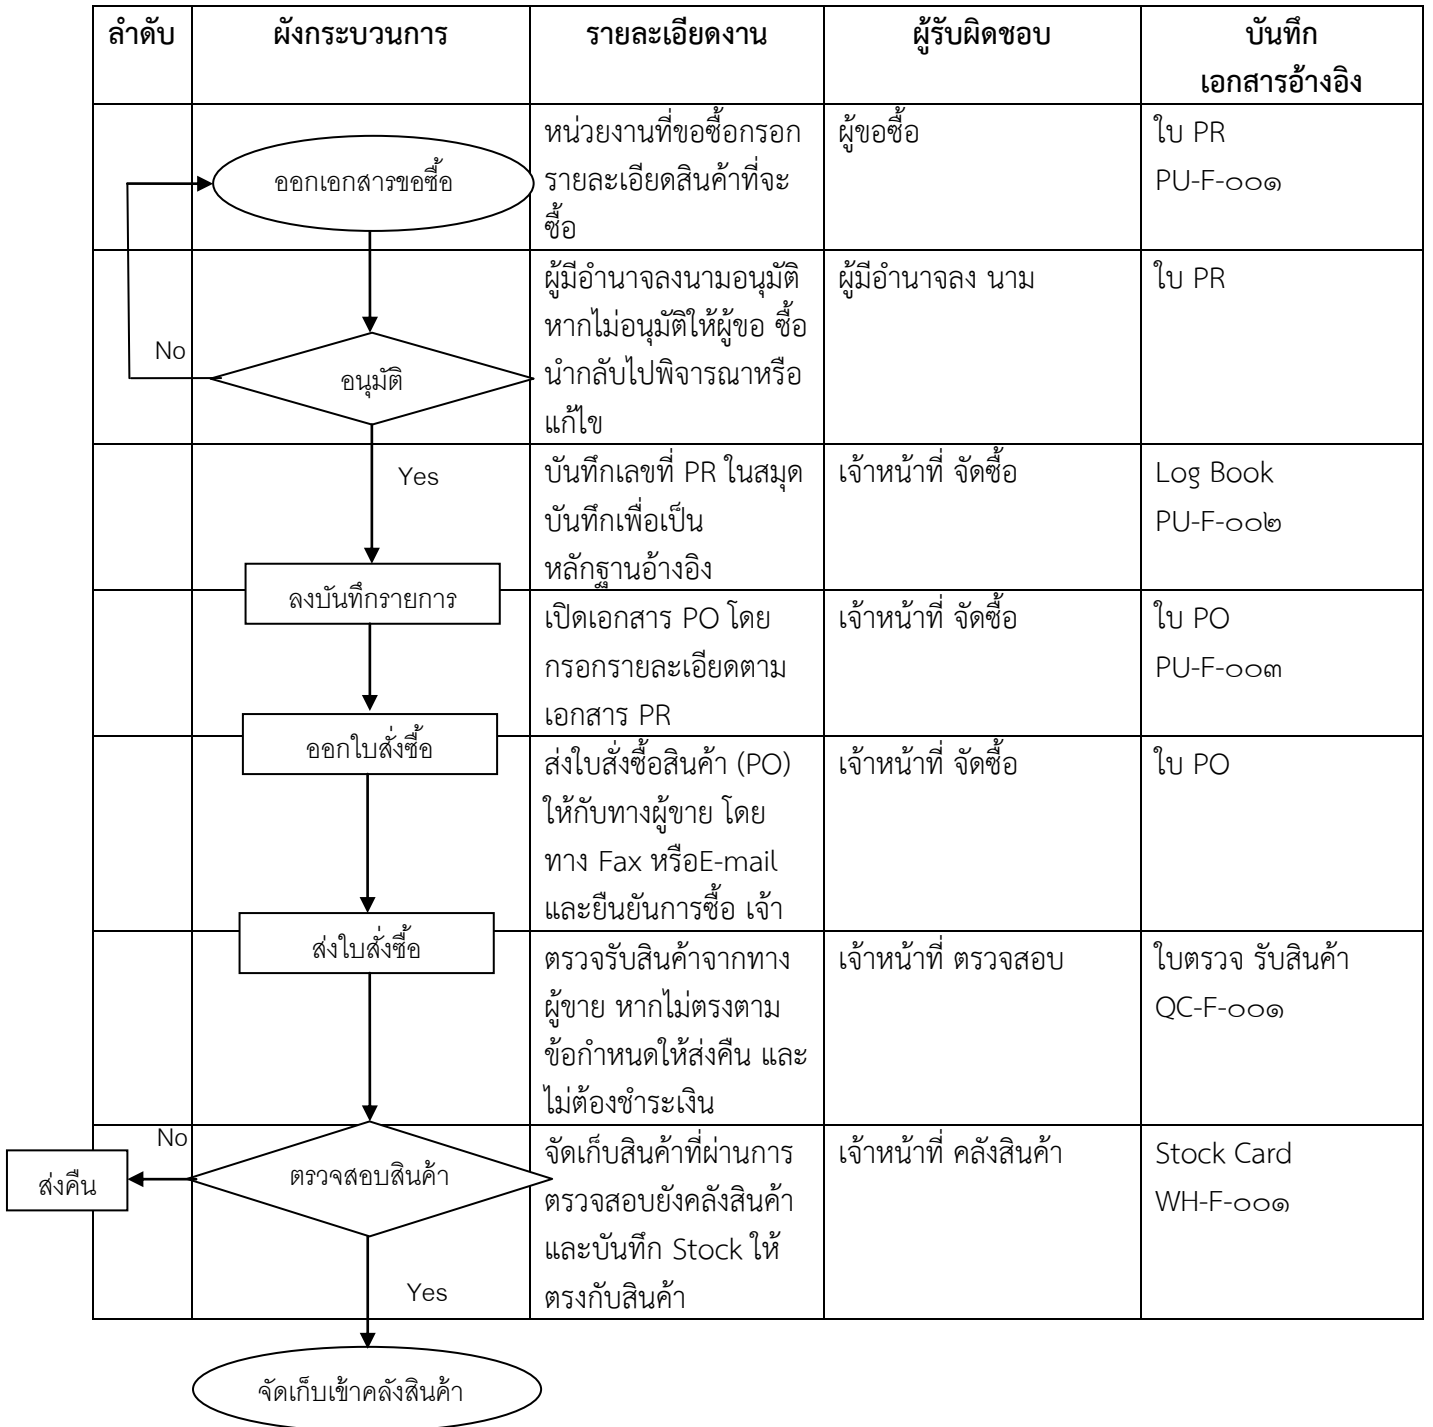 ลำดับ
ผังกระบวนการ
รายละเอียดงาน
ผู้รับผิดชอบ
บันทึก
เอกสารอ้างอิง
ออกเอกสารขอซื้อ
หน่วยงานที่ขอซื้อกรอก
รายละเอียดสินค้าที่จะ
ซื้อ
ผู้ขอซื้อ
ใบ PR
PU-F-๐๐๑
No
อนุมัติ
ผู้มีอำนาจลงนามอนุมัติ
หากไม่อนุมัติให้ผู้ขอ ซื้อ
นำกลับไปพิจารณาหรือ
แก้ไข
ผู้มีอำนาจลง นาม
ใบ PR
Yes
ลงบันทึกรายการ
บันทึกเลขที่ PR ในสมุด
บันทึกเพื่อเป็น
หลักฐานอ้างอิง
เจ้าหน้าที่ จัดซื้อ
Log Book
PU-F-๐๐๒
ออกใบสั่งซื้อ
เปิดเอกสาร PO โดย
กรอกรายละเอียดตาม
เอกสาร PR
เจ้าหน้าที่ จัดซื้อ
ใบ PO
PU-F-๐๐๓
ส่งใบสั่งซื้อ
ส่งใบสั่งซื้อสินค้า (PO)
ให้กับทางผู้ขาย โดย
ทาง Fax หรือE-mail
และยืนยันการซื้อ เจ้า
เจ้าหน้าที่ จัดซื้อ
ใบ PO
ตรวจรับสินค้าจากทาง
ผู้ขาย หากไม่ตรงตาม
ข้อกำหนดให้ส่งคืน และ
ไม่ต้องชำระเงิน
เจ้าหน้าที่ ตรวจสอบ
ใบตรวจ รับสินค้า
QC-F-๐๐๑
No
ส่งคืน
ตรวจสอบสินค้า
Yes
จัดเก็บสินค้าที่ผ่านการ
ตรวจสอบยังคลังสินค้า
และบันทึก Stock ให้
ตรงกับสินค้า
เจ้าหน้าที่ คลังสินค้า
Stock Card
WH-F-๐๐๑
จัดเก็บเข้าคลังสินค้า